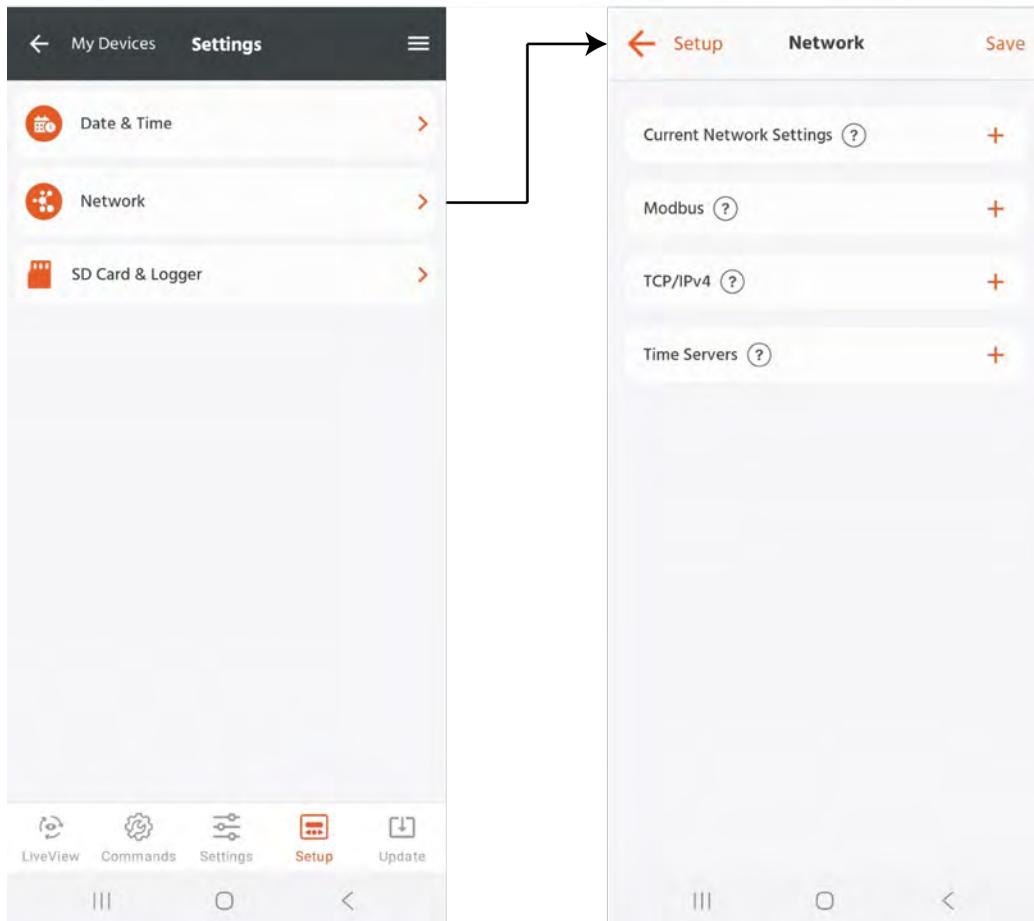 My Devices Settings
Date & Time
Network
SD Card & Logger
LiveView Commands Settings Setup Update
Setup Network Save
Current Network Settings ?
Modbus ?
TCP/IPv4 ?
Time Servers ?